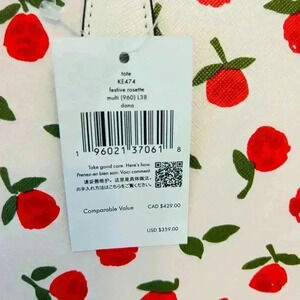 tote
KE474
festive rosette
multi (960) L3B
dana
1 96021 37061 8
Take good care. Here's how.
Prenez-en bien soin. Voici comment.
Comparable Value
CAD $429.00
USD $359.00